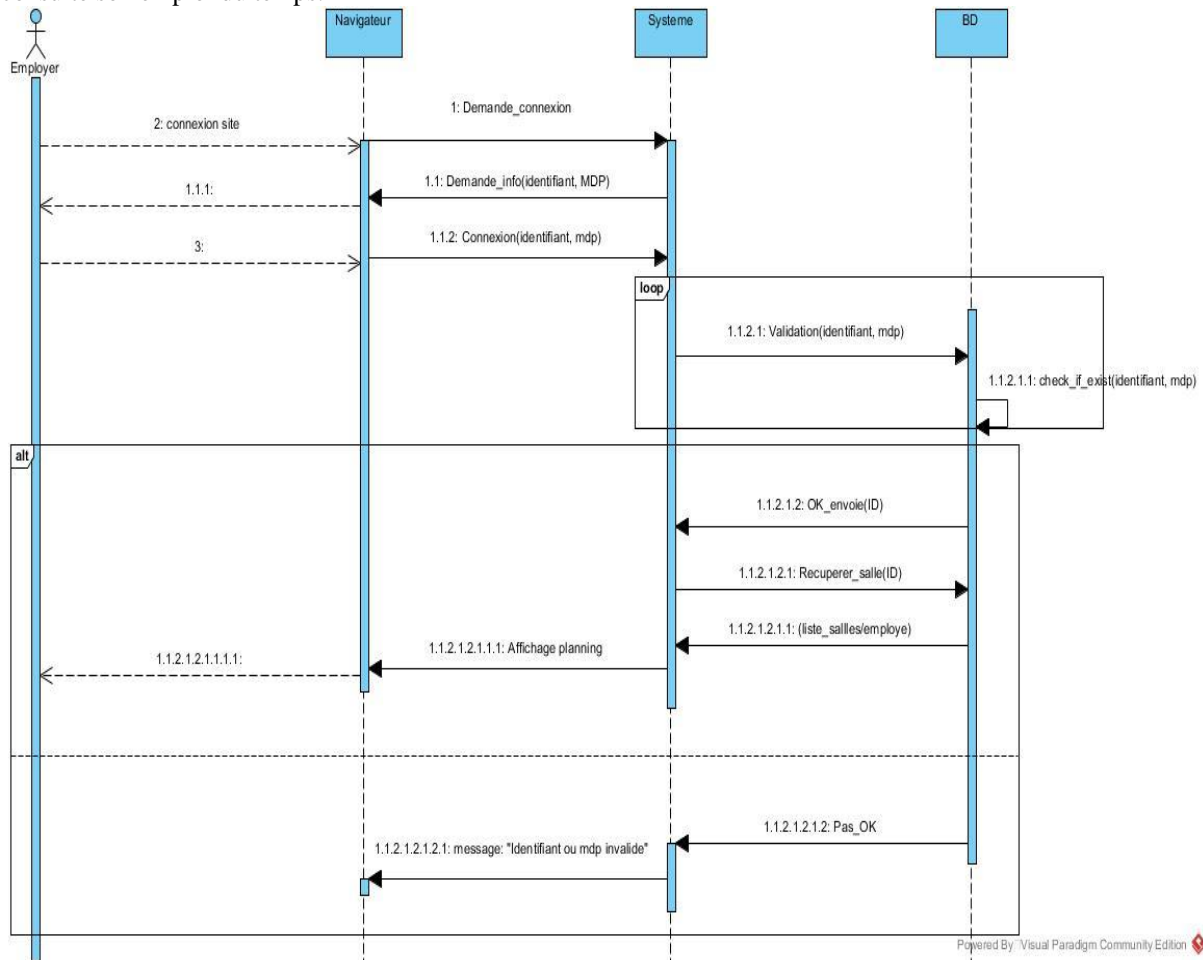 Navigateur
Systeme
BD
Employer
1: Demande_connexion
2: connexion site
1.1: Demande_info(identifiant, MDP)
1.1.1:
1.1.2: Connexion(identifiant, mdp)
3:
loop
1.1.2.1: Validation(identifiant, mdp)
1.1.2.1.1: check_if_exist(identifiant, mdp)
alt
1.1.2.1.2: OK_envoie(ID)
1.1.2.1.2.1: Recuperer_salle(ID)
1.1.2.1.2.1.1: (liste_sallles/employe)
1.1.2.1.2.1.1.1: Affichage planning
1.1.2.1.2.1.1.1.1:
1.1.2.1.2.1.2: Pas_OK
1.1.2.1.2.1.2.1: message: "Identifiant ou mdp invalide"
Powered By Visual Paradigm Community Edition